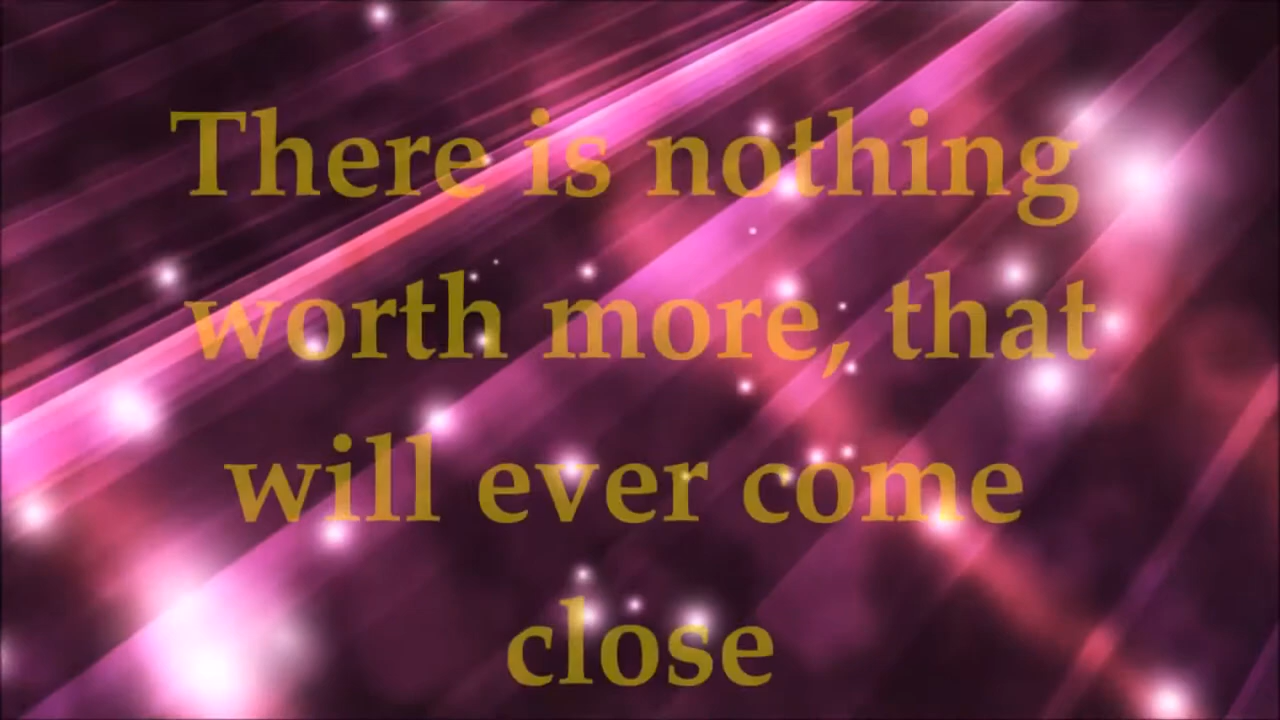 There is nothing
worth more, that
will ever come
close